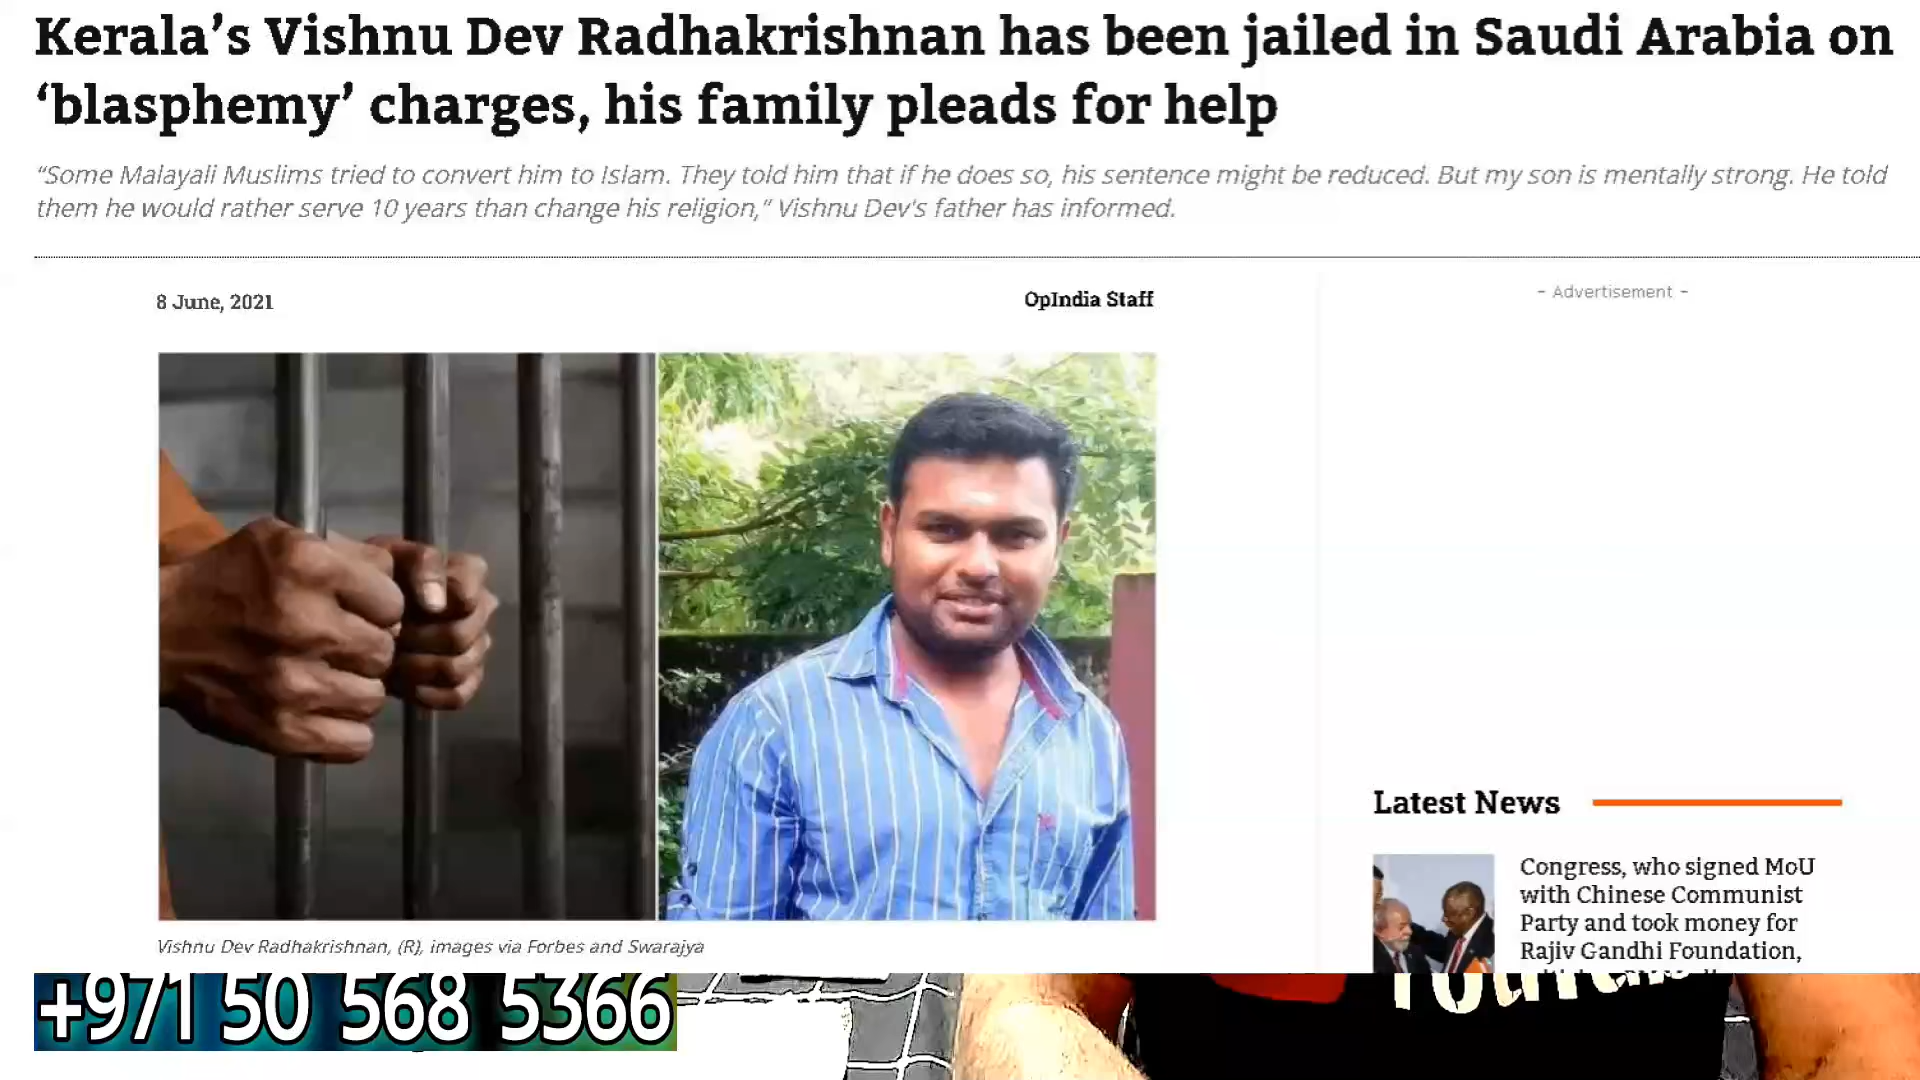 Kerala’s Vishnu Dev Radhakrishnan has been jailed in Saudi Arabia on
‘blasphemy’ charges, his family pleads for help
“Some Malayali Muslims tried to convert him to Islam. They told him that if he does so, his sentence might be reduced. But my son is mentally strong. He told
them he would rather serve 10 years than change his religion,” Vishnu Dev's father has informed.
8 June, 2021
OpIndia Staff
- Advertisement -
Vishnu Dev Radhakrishnan, (R), images via Forbes and Swarajya
Latest News
Congress, who signed MoU
with Chinese Communist
Party and took money for
Rajiv Gandhi Foundation,
+971 50 568 5366